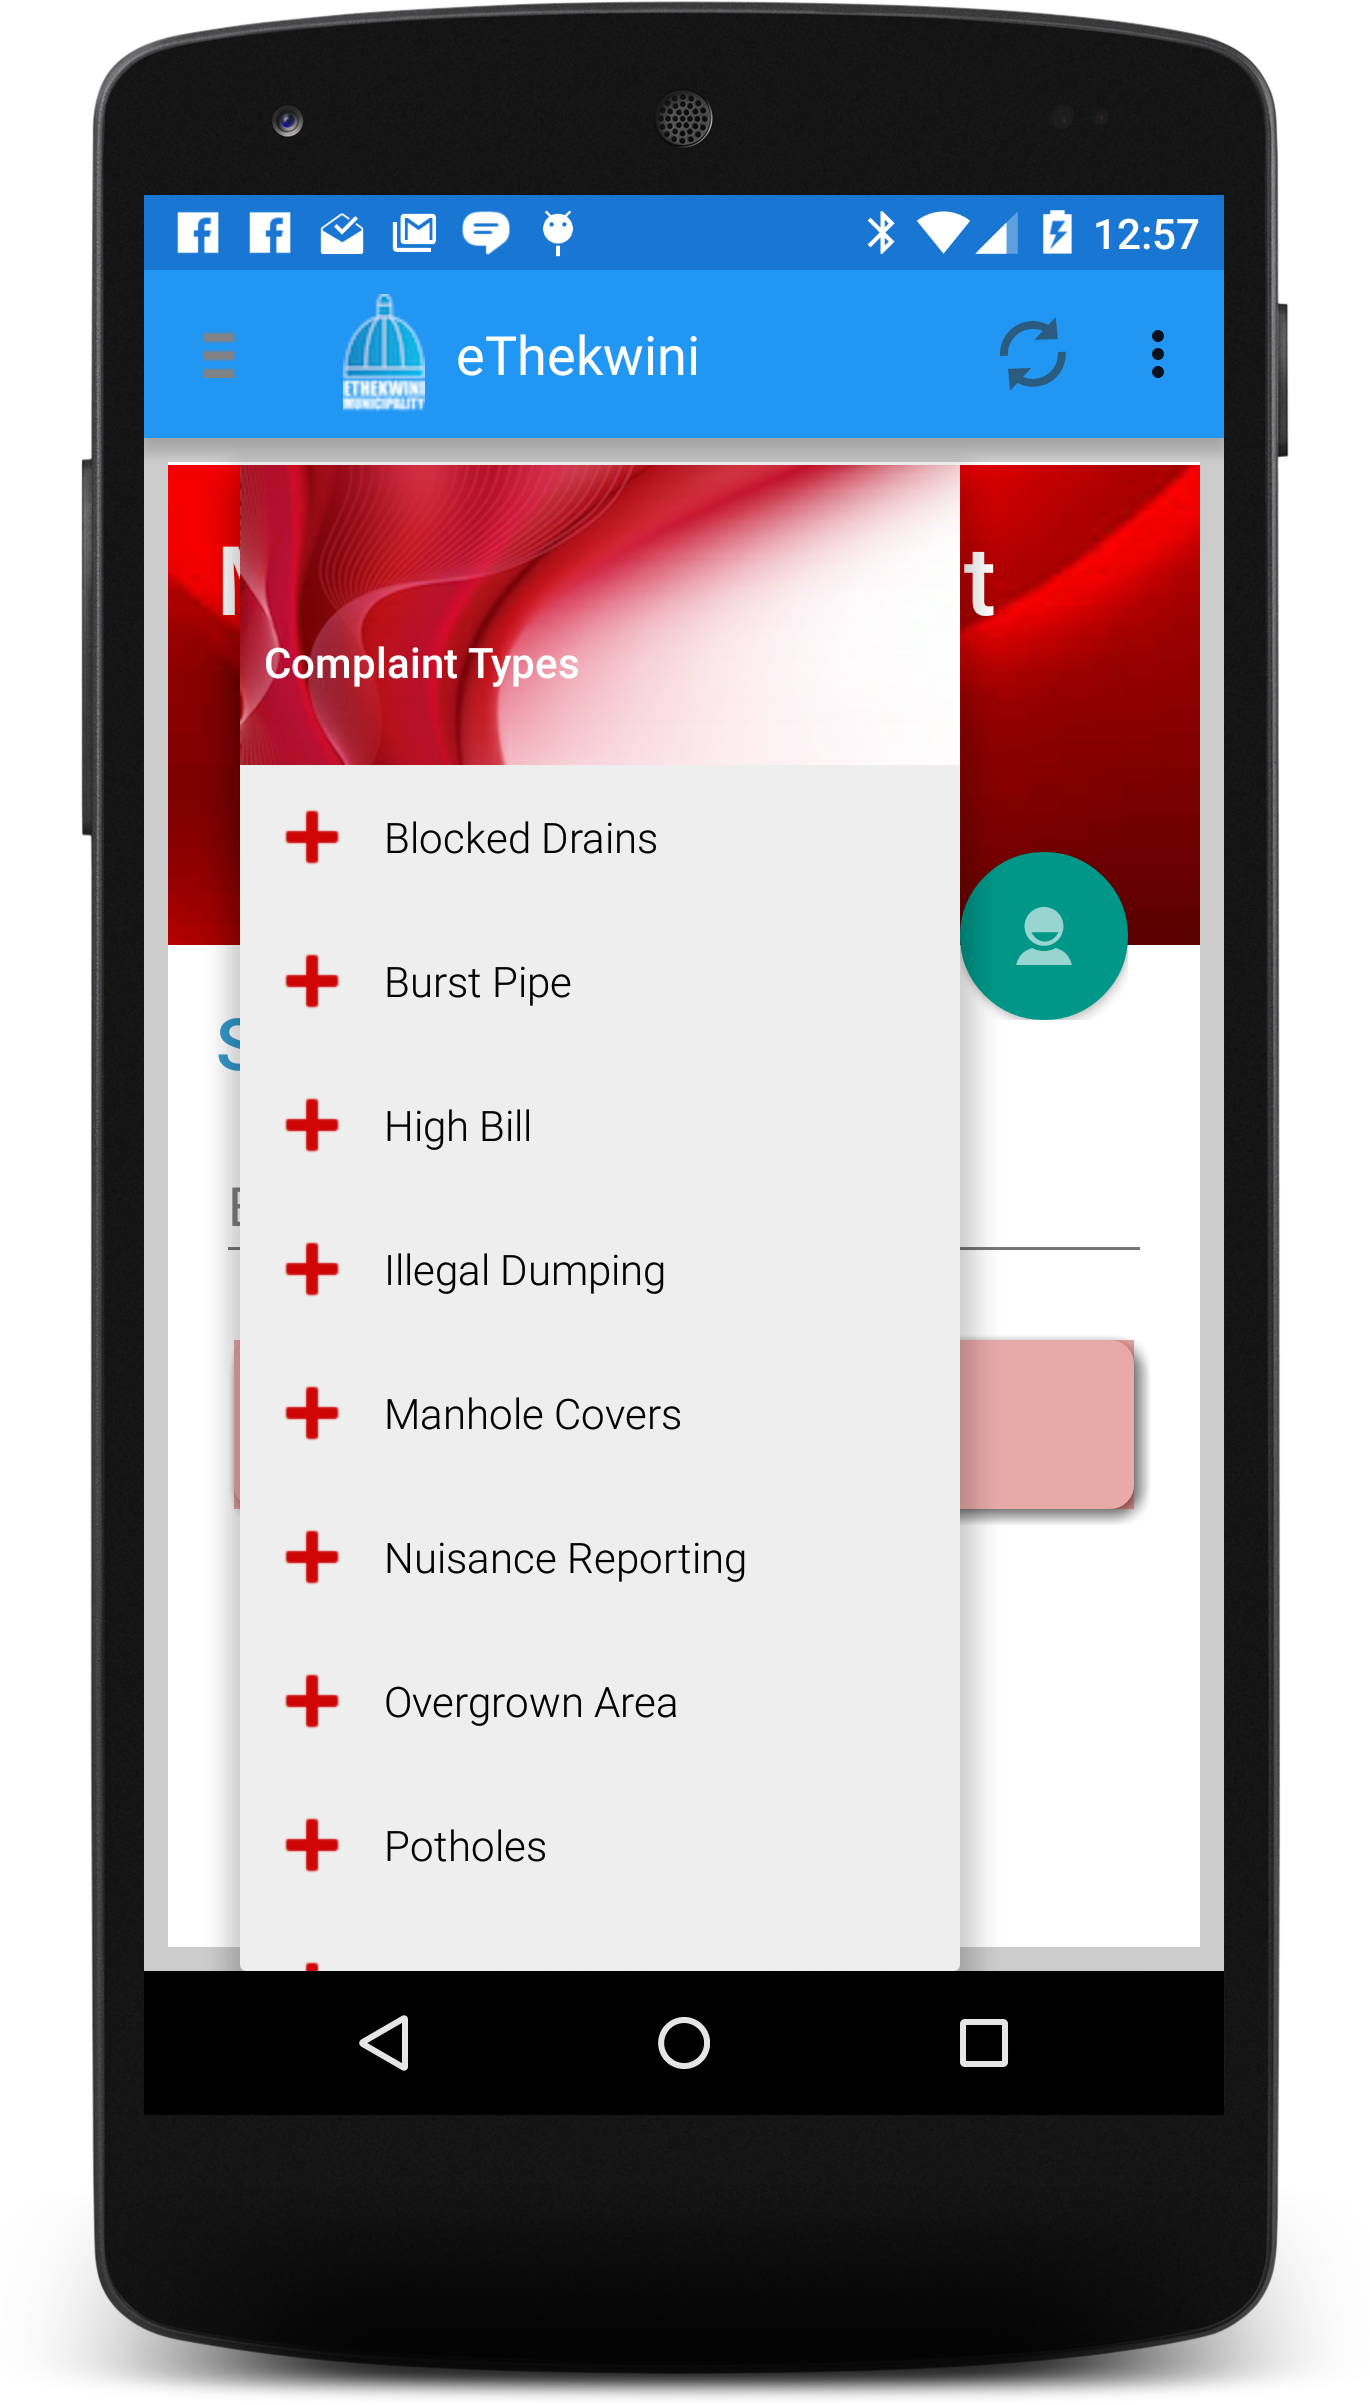 12:57
ETHEKWINI
MUNICIPALITY
eThekwini
Complaint Types
Blocked Drains
Burst Pipe
High Bill
Illegal Dumping
Manhole Covers
Nuisance Reporting
Overgrown Area
Potholes